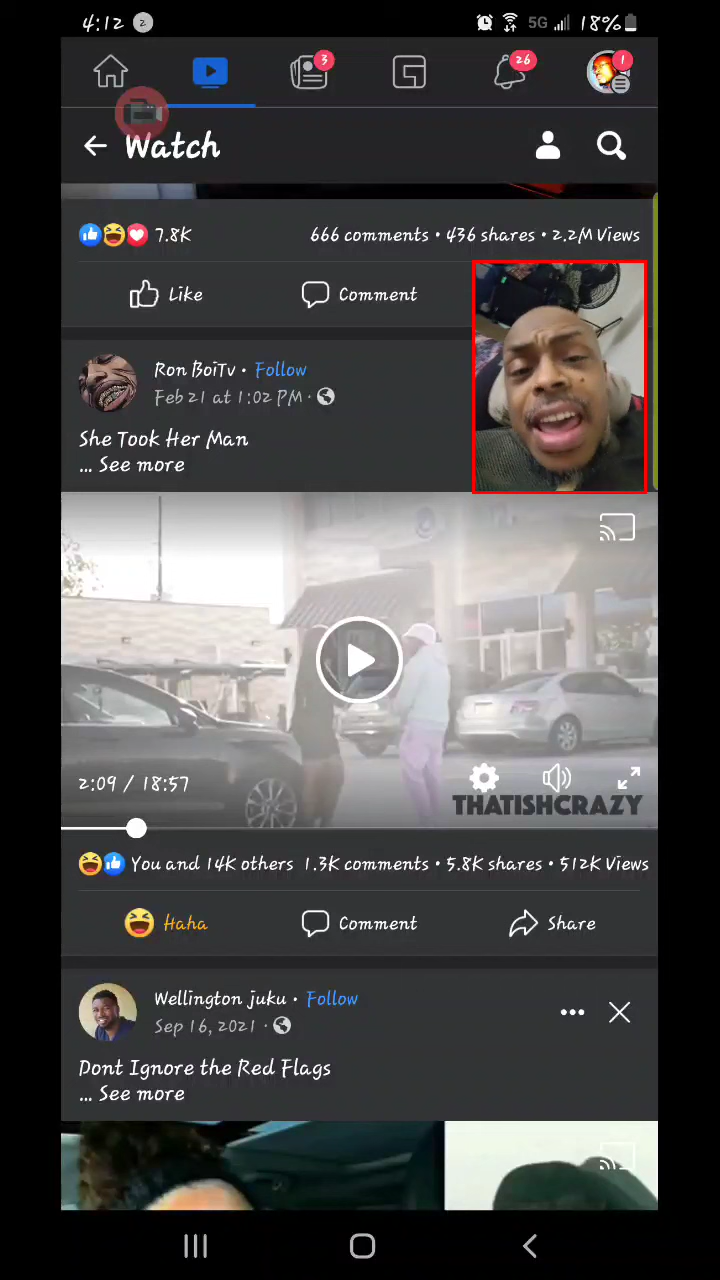 4:12 2 5G 18%
3 26 1
Watch
7.8K 666 comments • 436 shares • 2.2M Views
Like Comment
Ron BoiTv • Follow
Feb 21 at 1:02 PM •
She Took Her Man
... See more
2:09 / 18:57
THATISHCRAZY
You and 14K others 1.3K comments • 5.8K shares • 512K Views
Haha Comment Share
Wellington juku • Follow
Sep 16, 2021 •
Dont Ignore the Red Flags
... See more